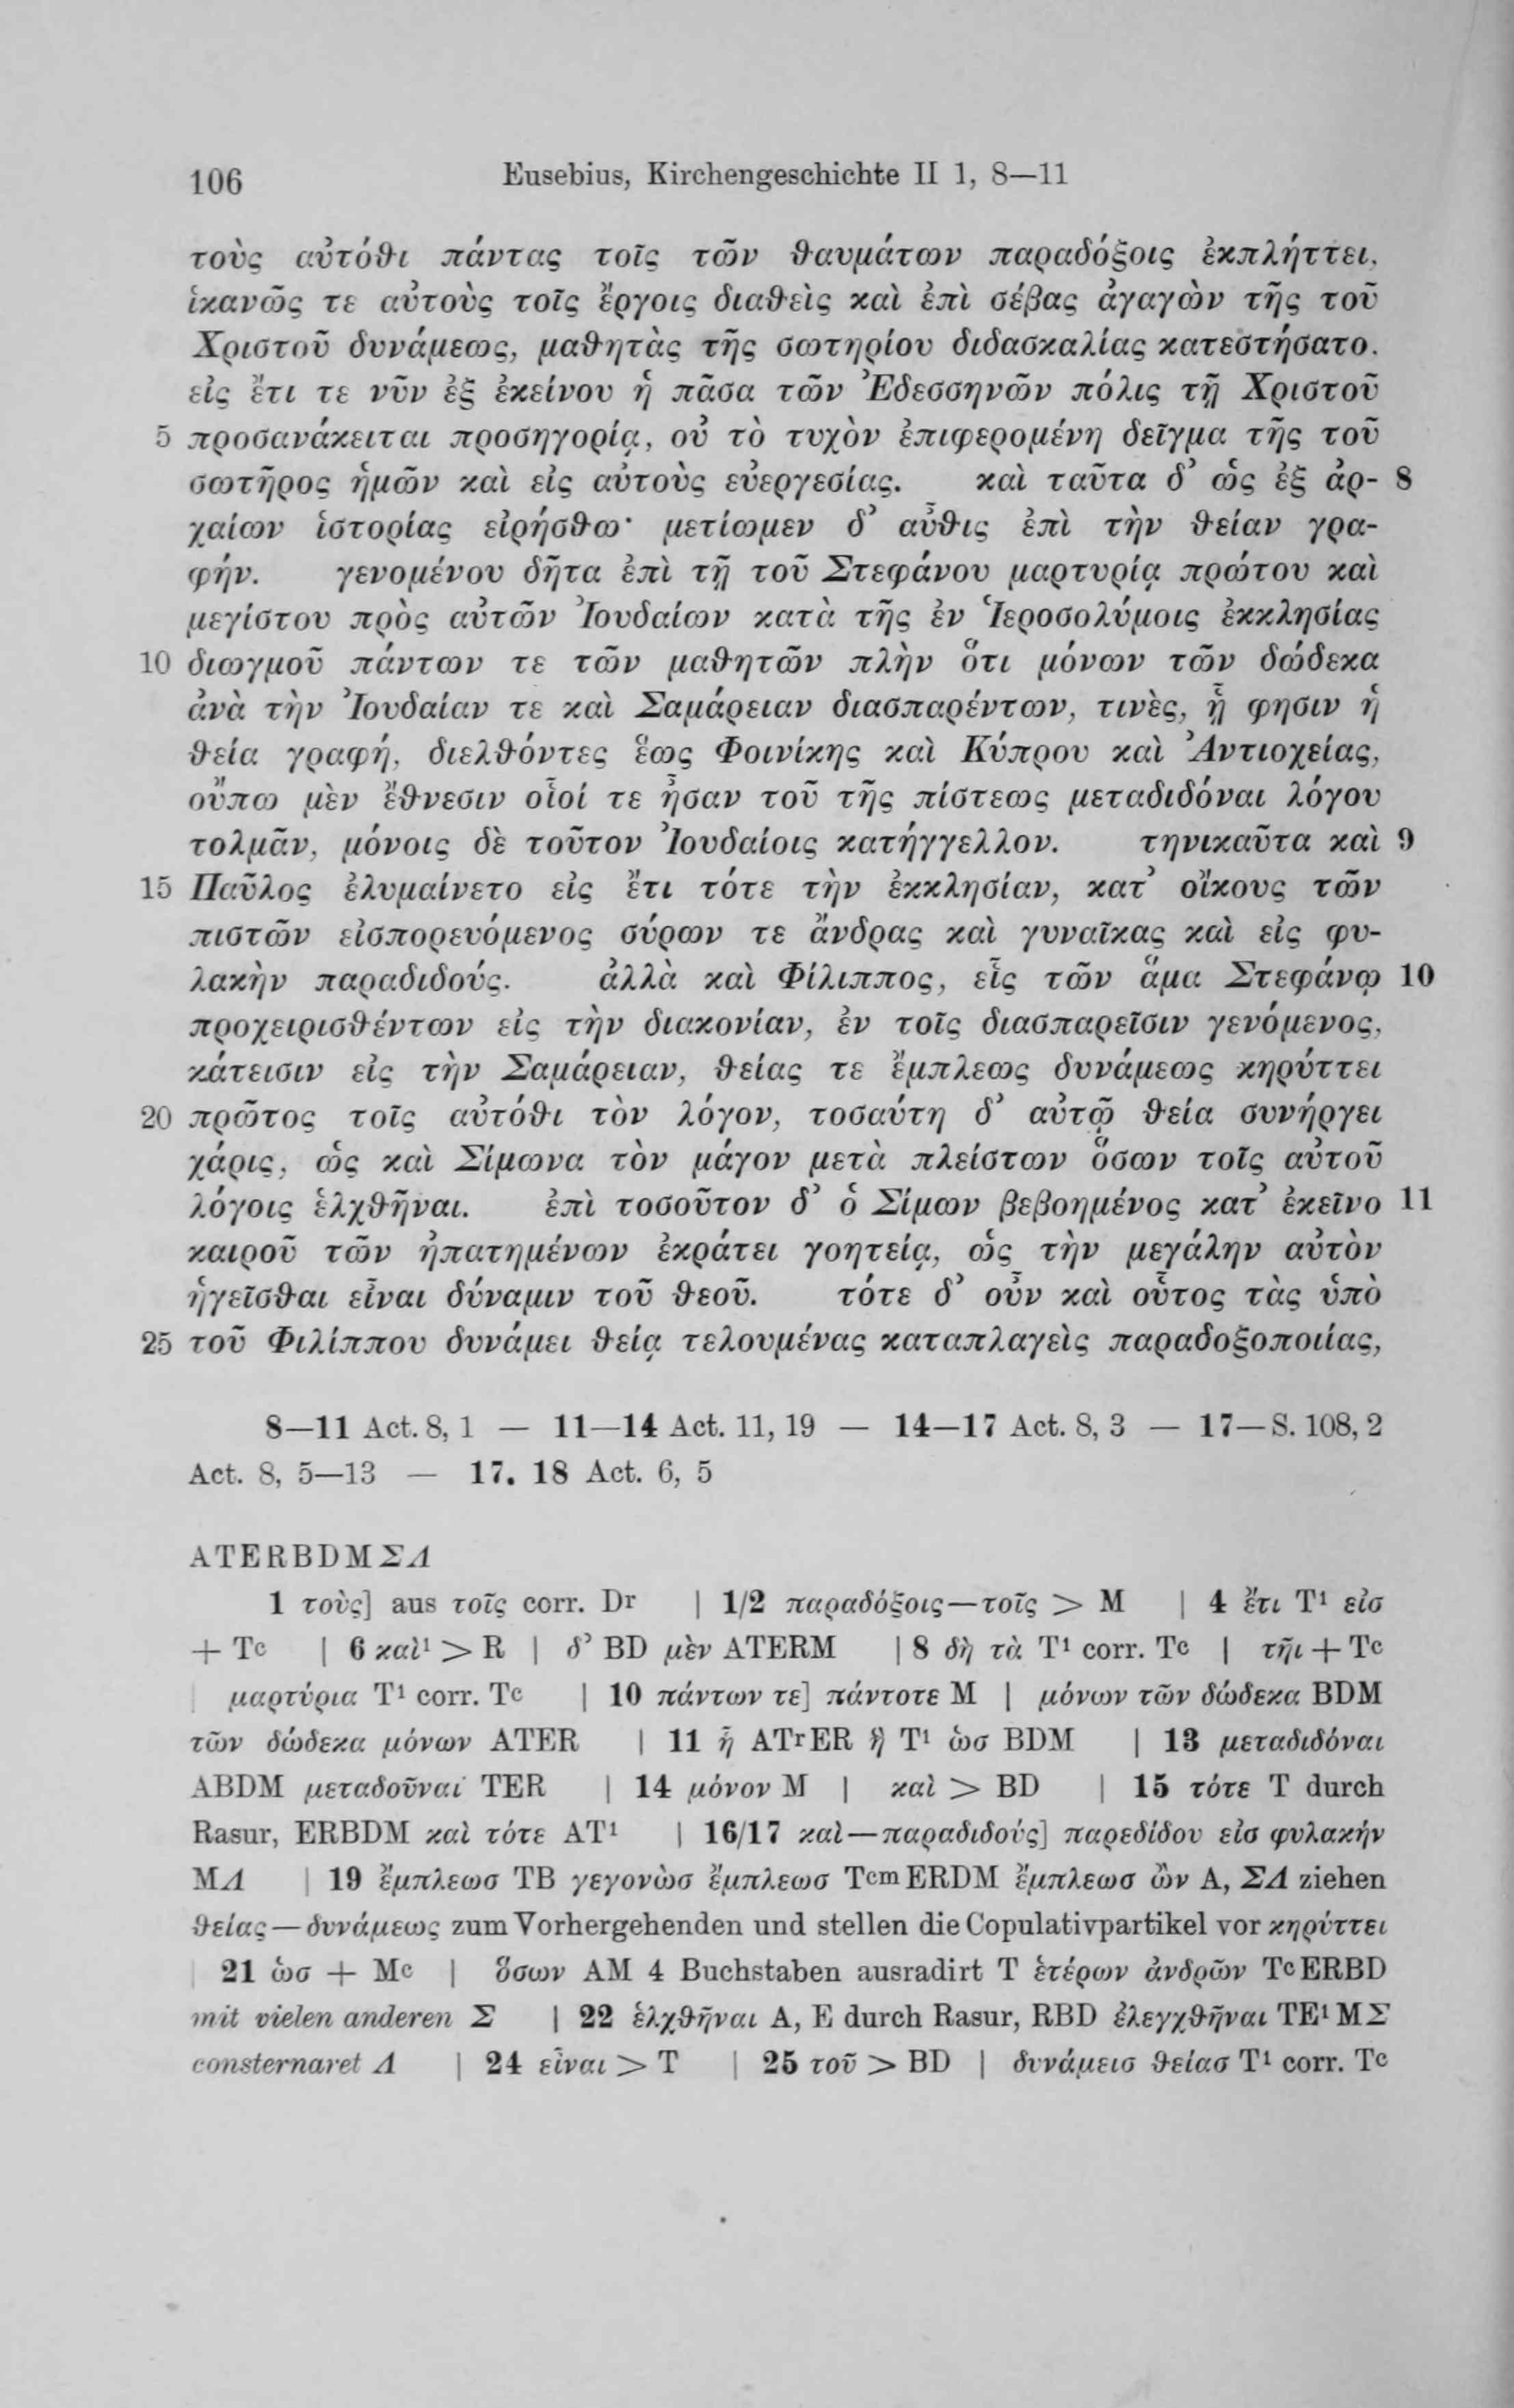 106 Eusebius, Kirchengeschichte II 1, 8—11
τοὺς αὐτόθι πάντας τοῖς τῶν θαυμάτων παραδόξοις ἐκπλήττει,
ἱκανῶς τε αὐτοὺς τοῖς ἔργοις διαθεὶς καὶ ἐπὶ σέβας ἀγαγὼν τῆς τοῦ
Χριστοῦ δυνάμεως, μαθητὰς τῆς σωτηρίου διδασκαλίας κατεστήσατο.
εἰς ἔτι τε νῦν ἐξ ἐκείνου ἡ πᾶσα τῶν Ἐδεσσηνῶν πόλις τῇ Χριστοῦ
5 προσανάκειται προσηγορίᾳ, οὐ τὸ τυχὸν ἐπιφερομένη δεῖγμα τῆς τοῦ
σωτῆρος ἡμῶν καὶ εἰς αὐτοὺς εὐεργεσίας. καὶ ταῦτα δ’ ὡς ἐξ ἀρ- 8
χαίων ἱστορίας εἰρήσθω· μετίωμεν δ’ αὖθις ἐπὶ τὴν θείαν γρα-
φήν. γενομένου δῆτα ἐπὶ τῇ τοῦ Στεφάνου μαρτυρίᾳ πρώτου καὶ
μεγίστου πρὸς αὐτῶν Ἰουδαίων κατὰ τῆς ἐν Ἱεροσολύμοις ἐκκλησίας
10 διωγμοῦ πάντων τε τῶν μαθητῶν πλὴν ὅτι μόνων τῶν δώδεκα
ἀνὰ τὴν Ἰουδαίαν τε καὶ Σαμάρειαν διασπαρέντων, τινὲς, ᾗ φησιν ἡ
θεία γραφή, διελθόντες ἕως Φοινίκης καὶ Κύπρου καὶ Ἀντιοχείας,
οὔπω μὲν ἔθνεσιν οἷοί τε ἦσαν τοῦ τῆς πίστεως μεταδιδόναι λόγου
τολμᾶν, μόνοις δὲ τοῦτον Ἰουδαίοις κατήγγελλον. τηνικαῦτα καὶ 9
15 Παῦλος ἐλυμαίνετο εἰς ἔτι τότε τὴν ἐκκλησίαν, κατ’ οἴκους τῶν
πιστῶν εἰσπορευόμενος σύρων τε ἄνδρας καὶ γυναῖκας καὶ εἰς φυ-
λακὴν παραδιδούς. ἀλλὰ καὶ Φίλιππος, εἷς τῶν ἅμα Στεφάνῳ 10
προχειρισθέντων εἰς τὴν διακονίαν, ἐν τοῖς διασπαρεῖσιν γενόμενος,
κάτεισιν εἰς τὴν Σαμάρειαν, θείας τε ἔμπλεως δυνάμεως κηρύττει
20 πρῶτος τοῖς αὐτόθι τὸν λόγον, τοσαύτη δ’ αὐτῷ θεία συνήργει
χάρις, ὡς καὶ Σίμωνα τὸν μάγον μετὰ πλείστων ὅσων τοῖς αὐτοῦ
λόγοις ἑλχθῆναι. ἐπὶ τοσοῦτον δ’ ὁ Σίμων βεβοημένος κατ’ ἐκεῖνο 11
καιροῦ τῶν ἠπατημένων ἐκράτει γοητείᾳ, ὡς τὴν μεγάλην αὐτὸν
ἡγεῖσθαι εἶναι δύναμιν τοῦ θεοῦ. τότε δ’ οὖν καὶ οὗτος τὰς ὑπὸ
25 τοῦ Φιλίππου δυνάμει θείᾳ τελουμένας καταπλαγεὶς παραδοξοποιίας,
8—11 Act. 8, 1 — 11—14 Act. 11, 19 — 14—17 Act. 8, 3 — 17—S. 108, 2
Act. 8, 5—13 — 17. 18 Act. 6, 5
ATERBDMΣΛ
1 τοὺς] aus τοῖς corr. Dr | 1/2 παραδόξοις—τοῖς > M | 4 ἔτι T1 εἰσ
+ Tc | 6 καὶ1 > R | δ’ BD μὲν ATERM | 8 δὴ τὰ T1 corr. Tc | τῆι + Tc
| μαρτύρια T1 corr. Tc | 10 πάντων τε] πάντοτε M | μόνων τῶν δώδεκα BDM
τῶν δώδεκα μόνων ATER | 11 ᾗ ATrER ἢ T1 ὡσ BDM | 13 μεταδιδόναι
ABDM μεταδοῦναι TER | 14 μόνον M | καὶ > BD | 15 τότε T durch
Rasur, ERBDM καὶ τότε AT1 | 16/17 καὶ—παραδιδούς] παρεδίδου εἰσ φυλακήν
MΛ | 19 ἔμπλεωσ TB γεγονὼσ ἔμπλεωσ TcmERDM ἔμπλεωσ ὢν A, ΣΛ ziehen
θείας—δυνάμεως zum Vorhergehenden und stellen die Copulativpartikel vor κηρύττει
| 21 ὡσ + Mc | ὅσων AM 4 Buchstaben ausradirt T ἑτέρων ἀνδρῶν TcERBD
mit vielen anderen Σ | 22 ἑλχθῆναι A, E durch Rasur, RBD ἐλεγχθῆναι TE1MΣ
consternaret Λ | 24 εἶναι > T | 25 τοῦ > BD | δυνάμεισ θείασ T1 corr. Tc